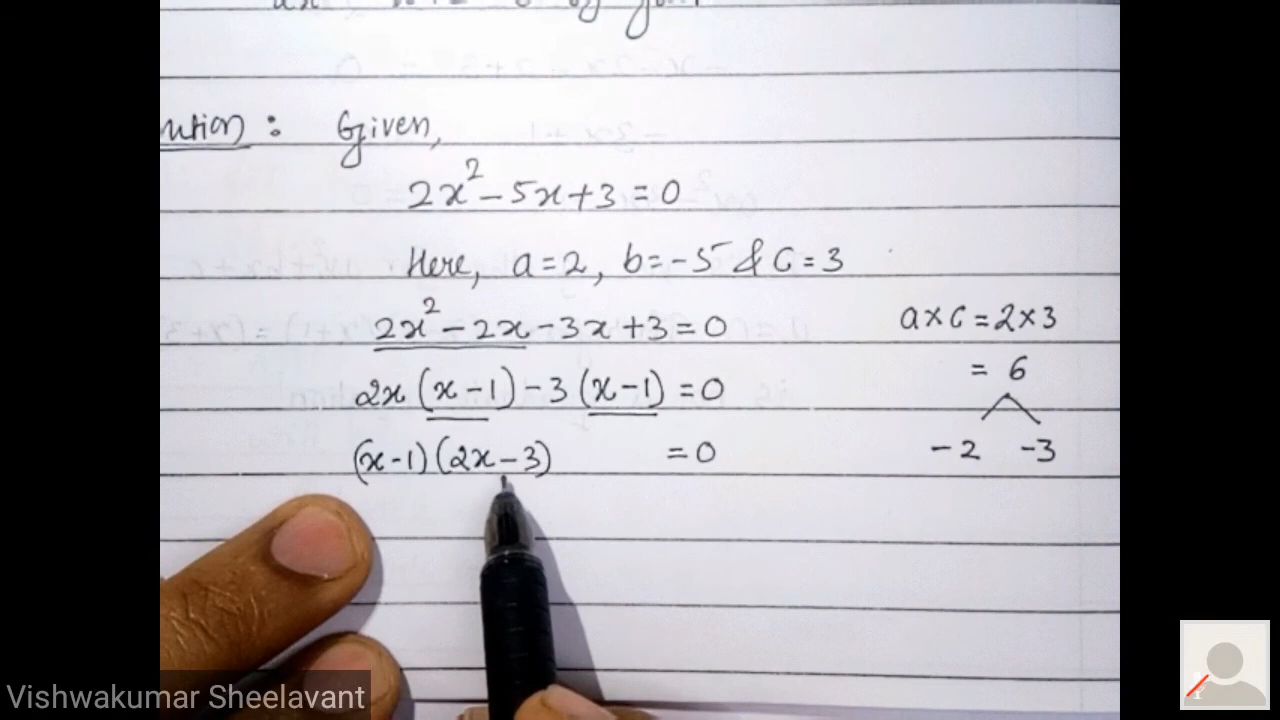 Given,
2x² - 5x + 3 = 0
Here, a = 2, b = -5 & C = 3
2x² - 2x - 3x + 3 = 0
a × c = 2 × 3
2x (x - 1) - 3 (x - 1) = 0
= 6
(x - 1) (2x - 3) = 0
-2 -3
Vishwakumar Sheelavant